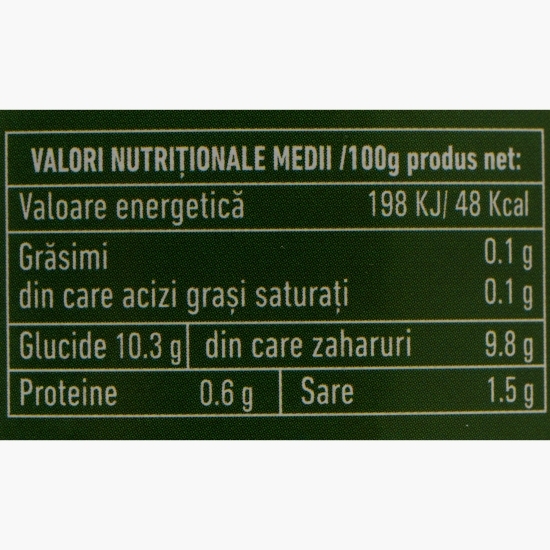 VALORI NUTRIȚIONALE MEDII /100g produs net:
Valoare energetică 198 KJ/ 48 Kcal
Grăsimi 0.1 g
din care acizi grași saturați 0.1 g
Glucide 10.3 g din care zaharuri 9.8 g
Proteine 0.6 g Sare 1.5 g